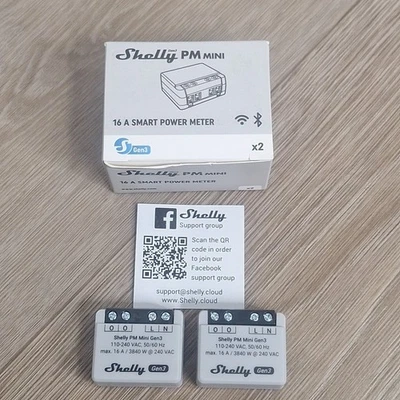 Shelly PM MINI
16 A SMART POWER METER
Gen3
x2
Shelly PM MINI
16 A SMART POWER METER
Shelly
Support group
Scan the QR
code in order
to join our
Facebook
support group
support@shelly.cloud
www.Shelly.cloud
O O L N
Shelly PM Mini Gen3
110-240 VAC, 50/60 Hz
max. 16 A / 3840 W @ 240 VAC
Shelly Gen3
O O L N
Shelly PM Mini Gen3
110-240 VAC, 50/60 Hz
max. 16 A / 3840 W @ 240 VAC
Shelly Gen3